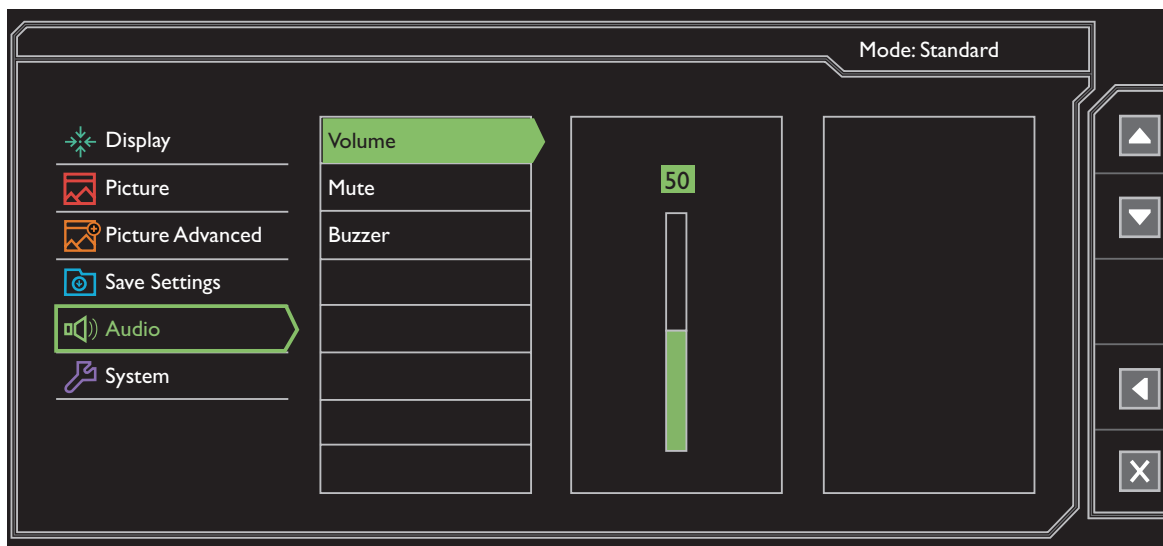 Mode: Standard
Display
Picture
Picture Advanced
Save Settings
Audio
System
Volume
Mute
Buzzer
50